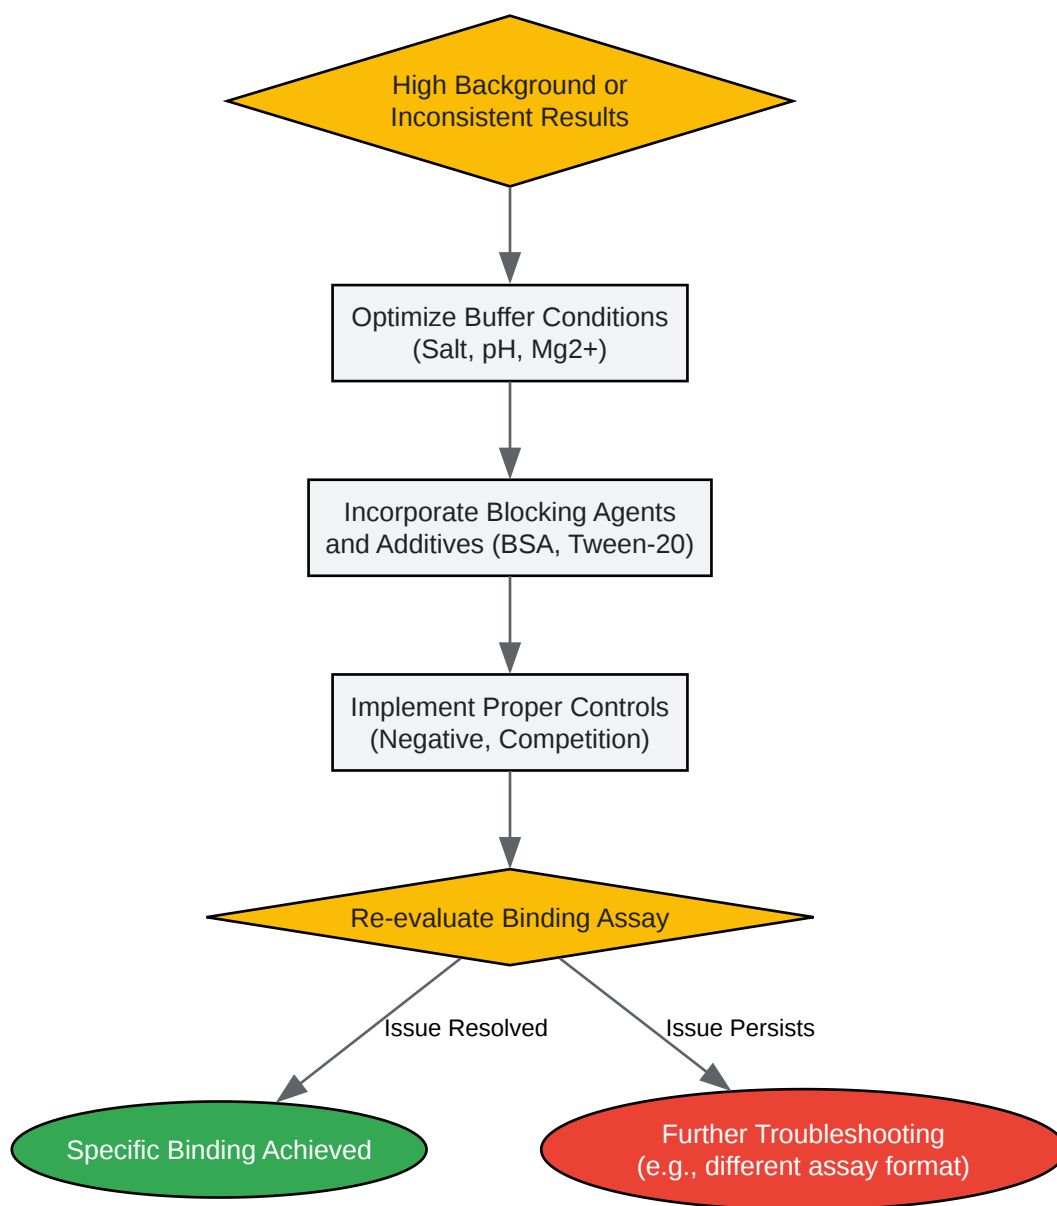 High Background or
Inconsistent Results
Optimize Buffer Conditions
(Salt, pH, Mg2+)
Incorporate Blocking Agents
and Additives (BSA, Tween-20)
Implement Proper Controls
(Negative, Competition)
Re-evaluate Binding Assay
Issue Resolved
Issue Persists
Specific Binding Achieved
Further Troubleshooting
(e.g., different assay format)